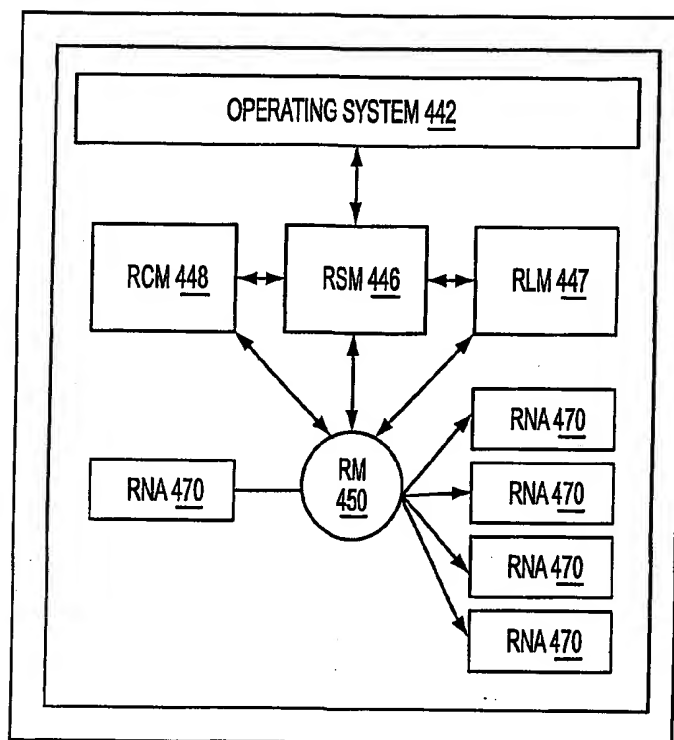 OPERATING SYSTEM 442
RCM 448
RSM 446
RLM 447
RNA 470
RM
450
RNA 470
RNA 470
RNA 470
RNA 470